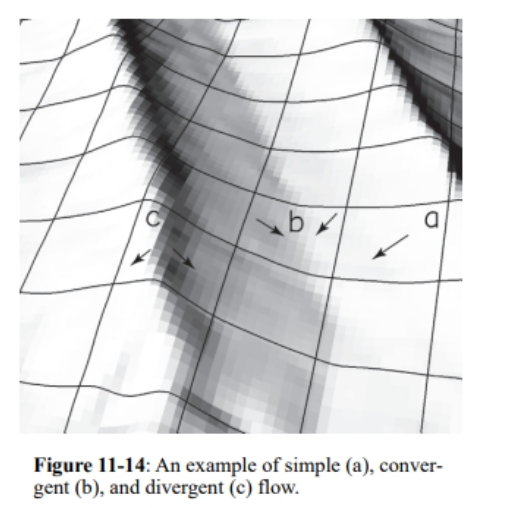 c
b
a
Figure 11-14: An example of simple (a), conver-
gent (b), and divergent (c) flow.